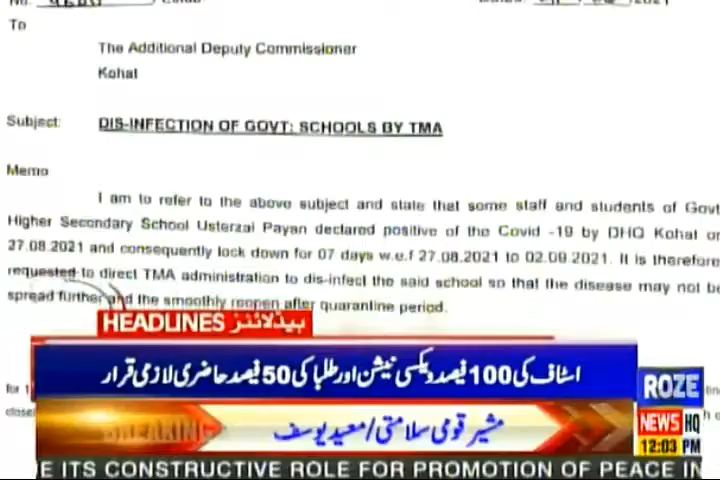 To
The Additional Deputy Commissioner
Kohat
Subject: DIS-INFECTION OF GOVT: SCHOOLS BY TMA
Memo
I am to refer to the above subject and state that some staff and students of Govt
Higher Secondary School Usterzai Payan declared positive of the Covid -19 by DHQ Kohat on
27.08.2021 and consequently lock down for 07 days w.e.f 27.08.2021 to 02.09.2021. It is therefore
requested to direct TMA administration to dis-infect the said school so that the disease may not be
spread further and the smoothly reopen after quarantine period.
HEADLINES ہیڈلائنز
اسٹاف کی 100 فیصد ویکسی نیشن اور طلبا کی 50 فیصد حاضری لازمی قرار
ROZE
NEWS HQ
12:03 PM
BREAKING
مشیر قومی سلامتی/معید یوسف
E ITS CONSTRUCTIVE ROLE FOR PROMOTION OF PEACE IN